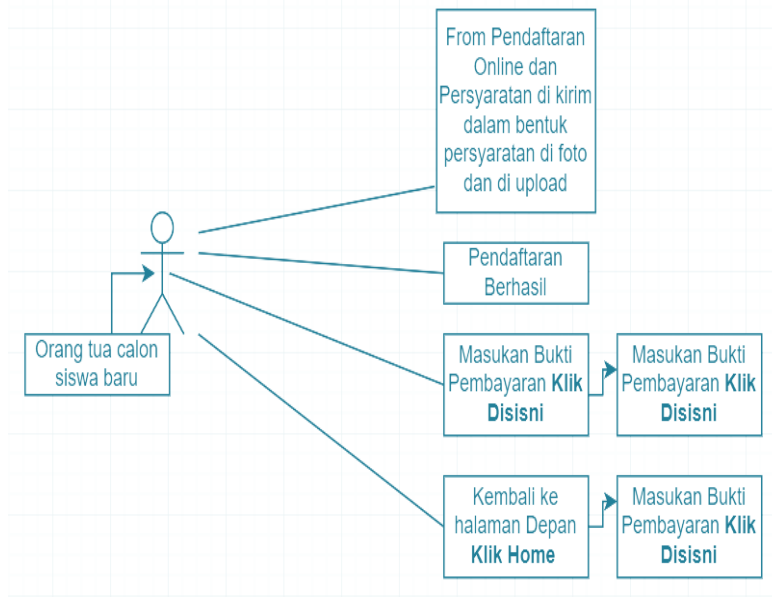 From Pendaftaran
Online dan
Persyaratan di kirim
dalam bentuk
persyaratan di foto
dan di upload
Pendaftaran
Berhasil
Orang tua calon
siswa baru
Masukan Bukti
Pembayaran Klik
Disisni
Masukan Bukti
Pembayaran Klik
Disisni
Kembali ke
halaman Depan
Klik Home
Masukan Bukti
Pembayaran Klik
Disisni